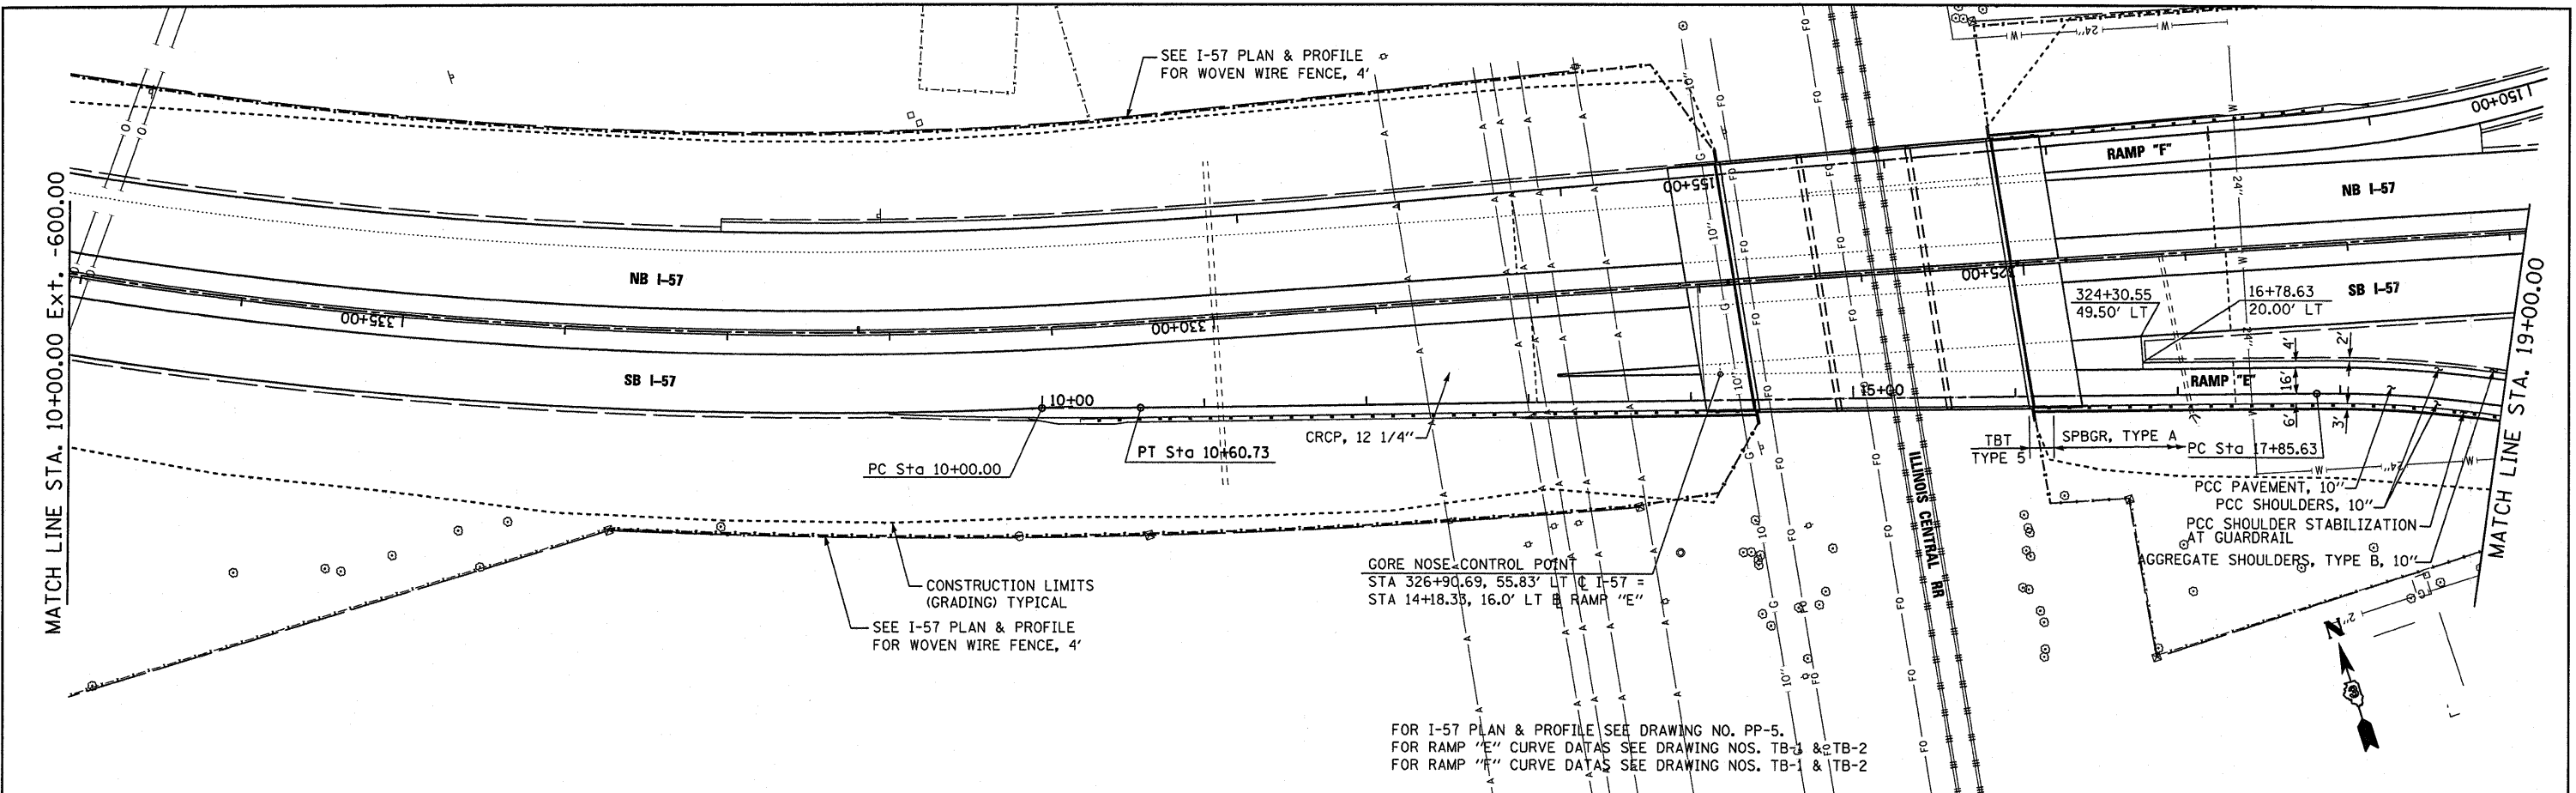 SEE I-57 PLAN & PROFILE
FOR WOVEN WIRE FENCE, 4'
MATCH LINE STA. 10+00.00 Ext. -600.00
NB I-57
SB I-57
335+00
330+00
325+00
155+00
1150+00
RAMP "F"
NB I-57
SB I-57
RAMP "E"
324+30.55
49.50' LT
16+78.63
20.00' LT
4'
2'
16'
6'
3'
10+00
15+00
PC Sta 10+00.00
PT Sta 10+60.73
CRCP, 12 1/4"
TBT
TYPE 5
SPBGR, TYPE A
PC Sta 17+85.63
PCC PAVEMENT, 10"
PCC SHOULDERS, 10"
PCC SHOULDER STABILIZATION
AT GUARDRAIL
AGGREGATE SHOULDERS, TYPE B, 10"
MATCH LINE STA. 19+00.00
ILLINOIS CENTRAL RR
GORE NOSE CONTROL POINT
STA 326+90.69, 55.83' LT ℄ I-57 =
STA 14+18.33, 16.0' LT B RAMP "E"
CONSTRUCTION LIMITS
(GRADING) TYPICAL
SEE I-57 PLAN & PROFILE
FOR WOVEN WIRE FENCE, 4'
N
FOR I-57 PLAN & PROFILE SEE DRAWING NO. PP-5.
FOR RAMP "E" CURVE DATAS SEE DRAWING NOS. TB-1 & TB-2
FOR RAMP "F" CURVE DATAS SEE DRAWING NOS. TB-1 & TB-2